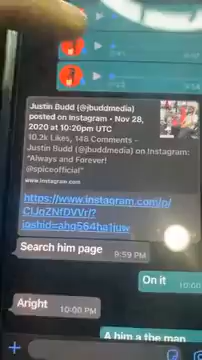 Justin Budd (@jbuddmedia)
posted on Instagram • Nov 28,
2020 at 10:20pm UTC
10.2k Likes, 148 Comments -
Justin Budd (@jbuddmedia) on Instagram:
"Always and Forever!
@spiceofficial"
www.instagram.com
https://www.instagram.com/p/
CIJqZNfDVVr/?
igshid=ahg564ha1juw
Search him page
9:59 PM
On it
10:00
Aright
10:00 PM
A him a the man